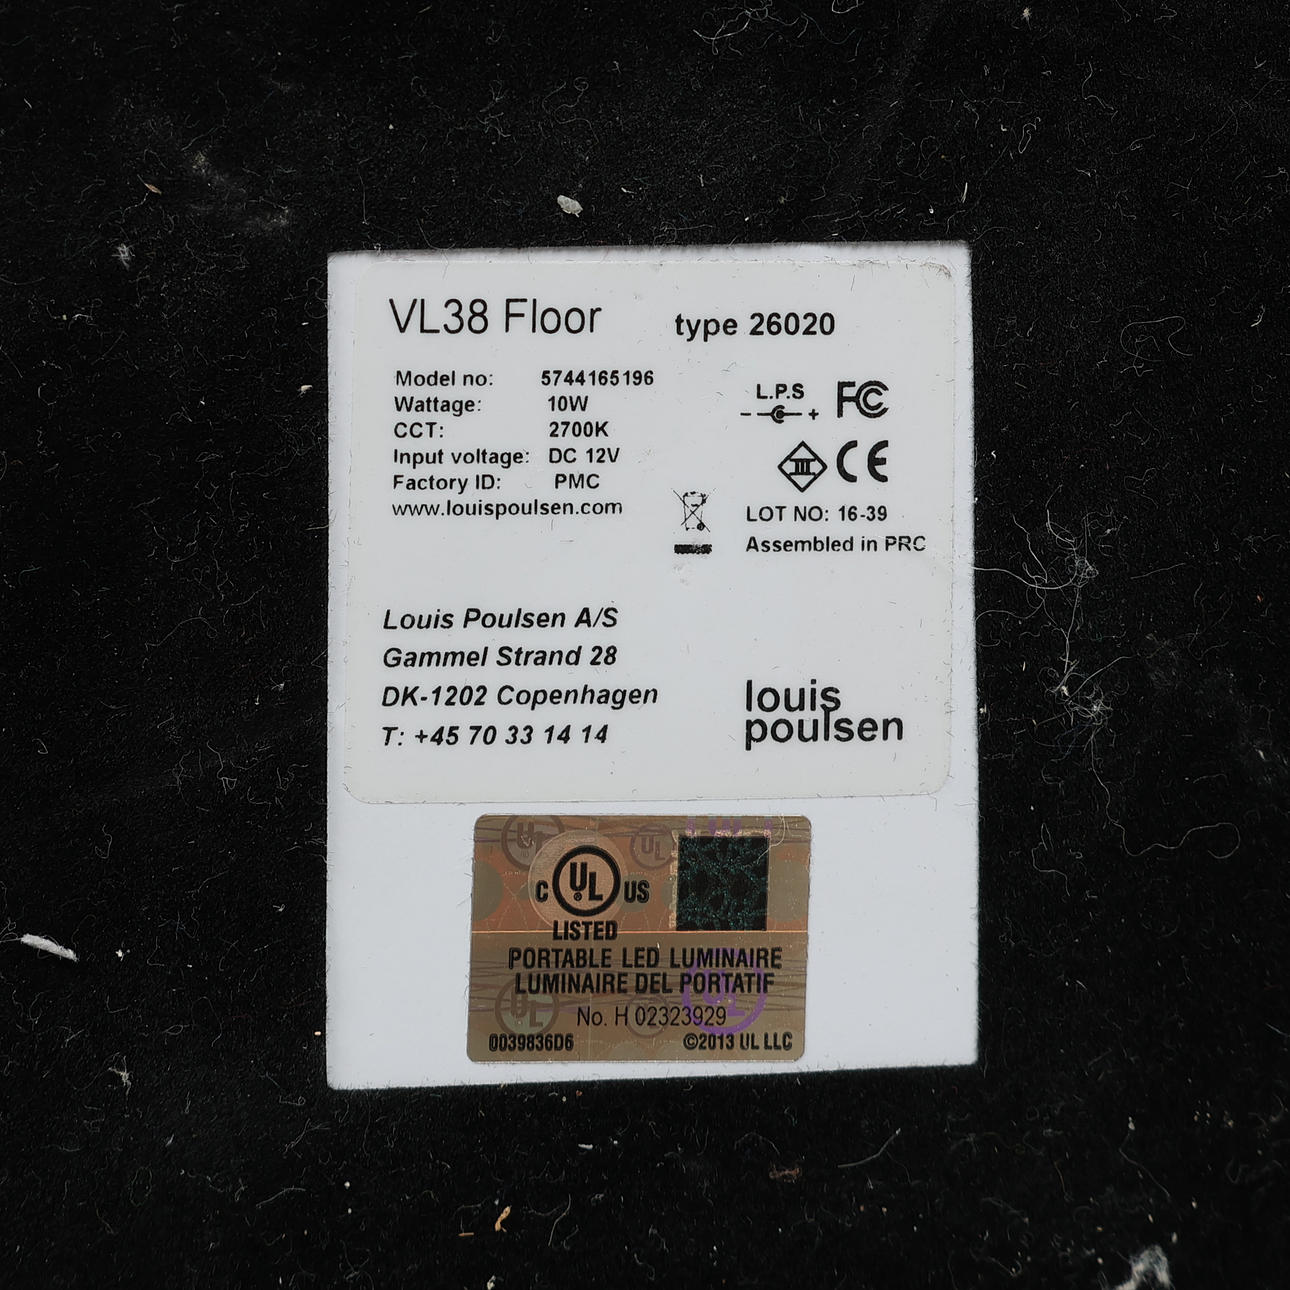 VL38 Floor type 26020
Model no: 5744165196
Wattage: 10W
CCT: 2700K
Input voltage: DC 12V
Factory ID: PMC
www.louispoulsen.com
L.P.S
- +
FC
III
CE
LOT NO: 16-39
Assembled in PRC
Louis Poulsen A/S
Gammel Strand 28
DK-1202 Copenhagen
T: +45 70 33 14 14
louis
poulsen
C UL US
LISTED
PORTABLE LED LUMINAIRE
LUMINAIRE DEL PORTATIF
No. H 02323929
0039836D6 ©2013 UL LLC